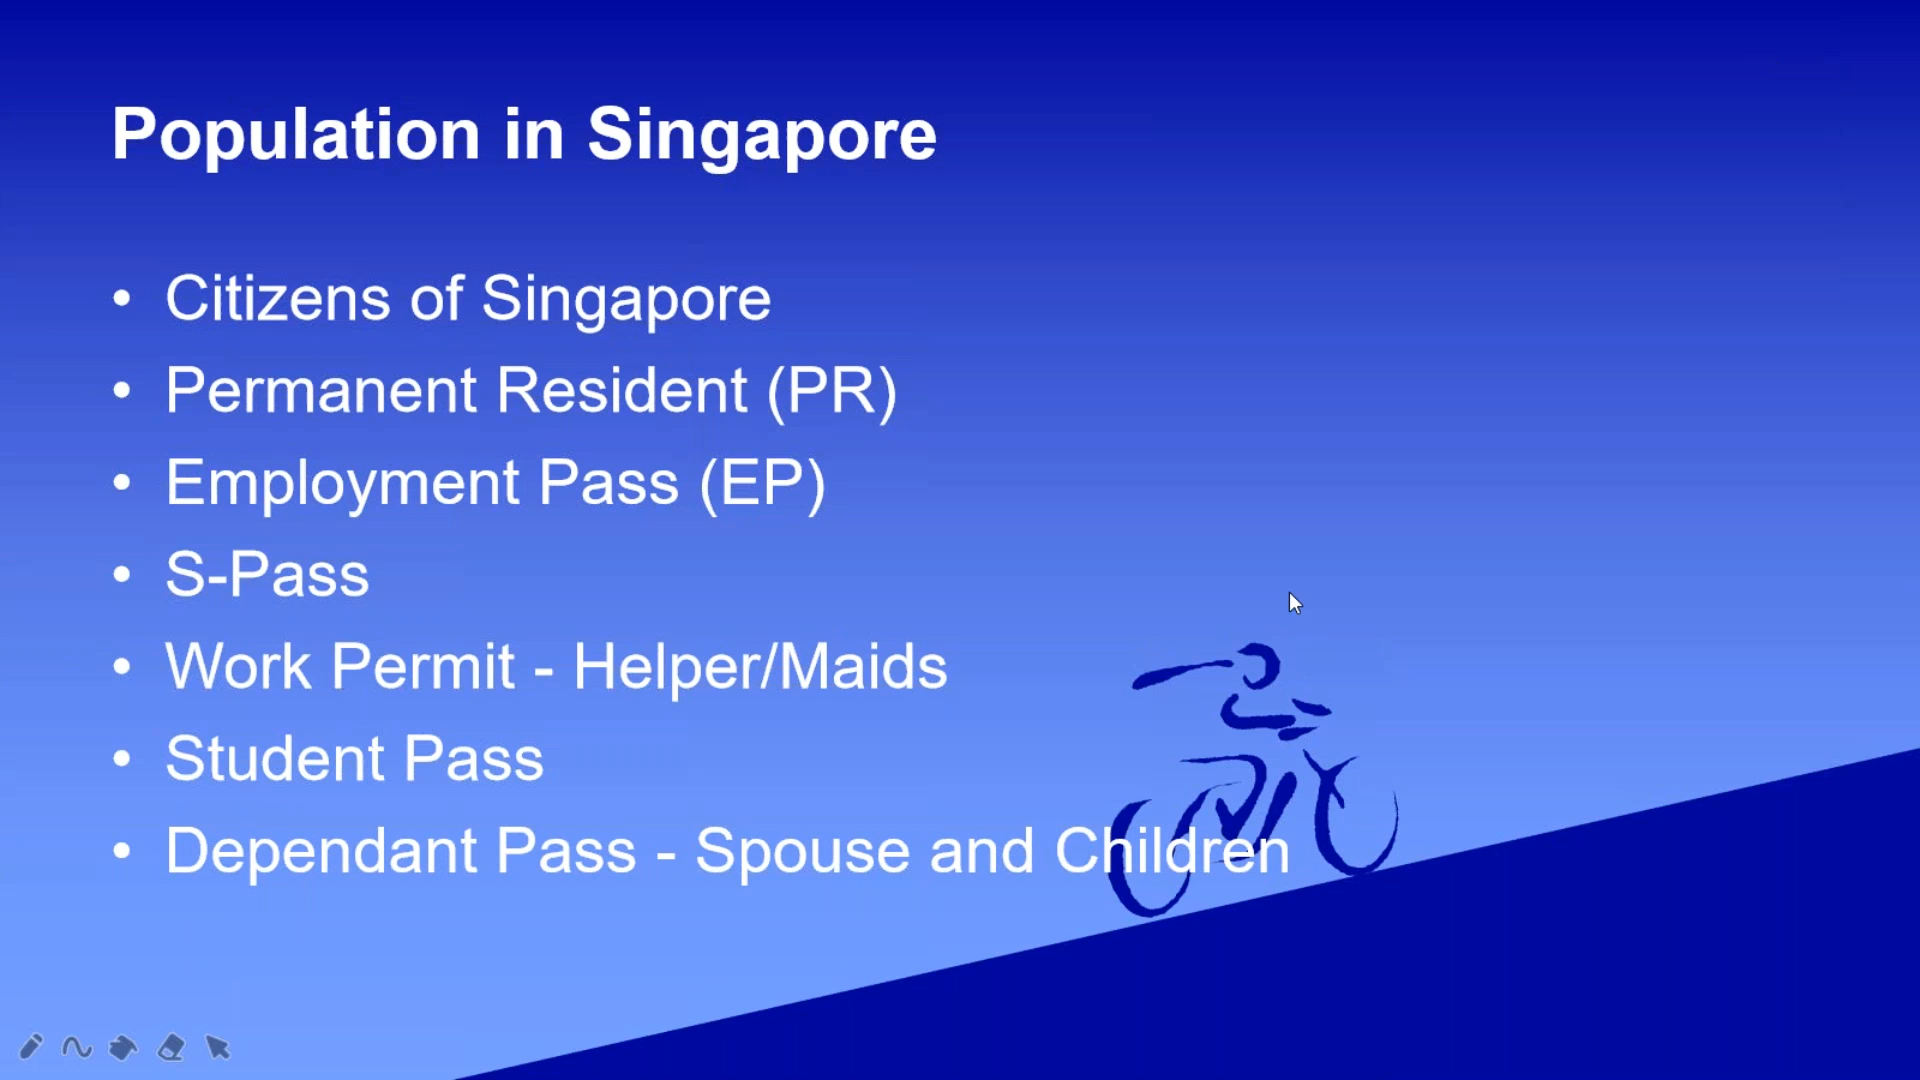 Population in Singapore
• Citizens of Singapore
• Permanent Resident (PR)
• Employment Pass (EP)
• S-Pass
• Work Permit - Helper/Maids
• Student Pass
• Dependant Pass - Spouse and Children